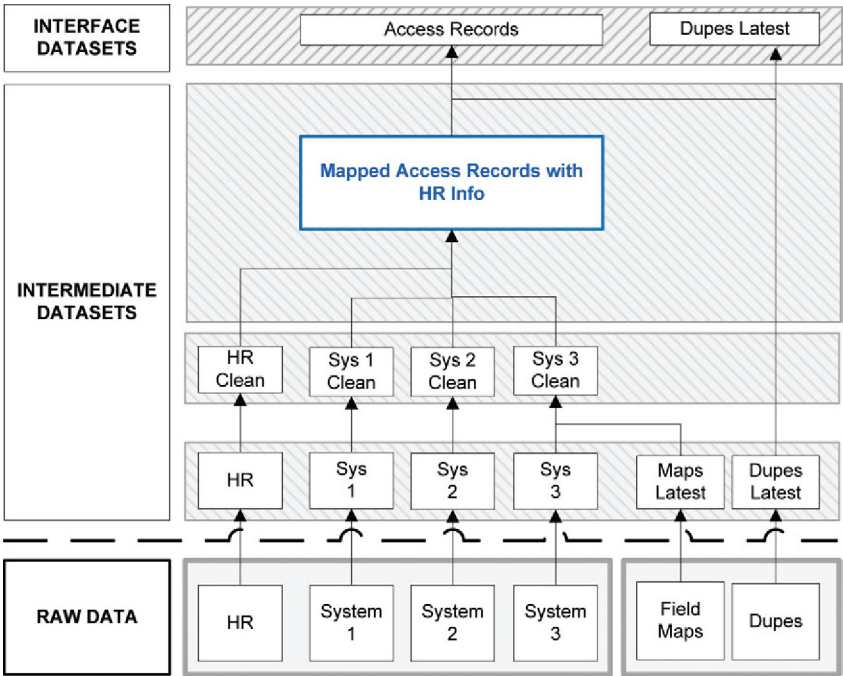 INTERFACE
DATASETS
Access Records
Dupes Latest
INTERMEDIATE
DATASETS
Mapped Access Records with
HR Info
HR
Clean
Sys 1
Clean
Sys 2
Clean
Sys 3
Clean
HR
Sys
1
Sys
2
Sys
3
Maps
Latest
Dupes
Latest
RAW DATA
HR
System
1
System
2
System
3
Field
Maps
Dupes